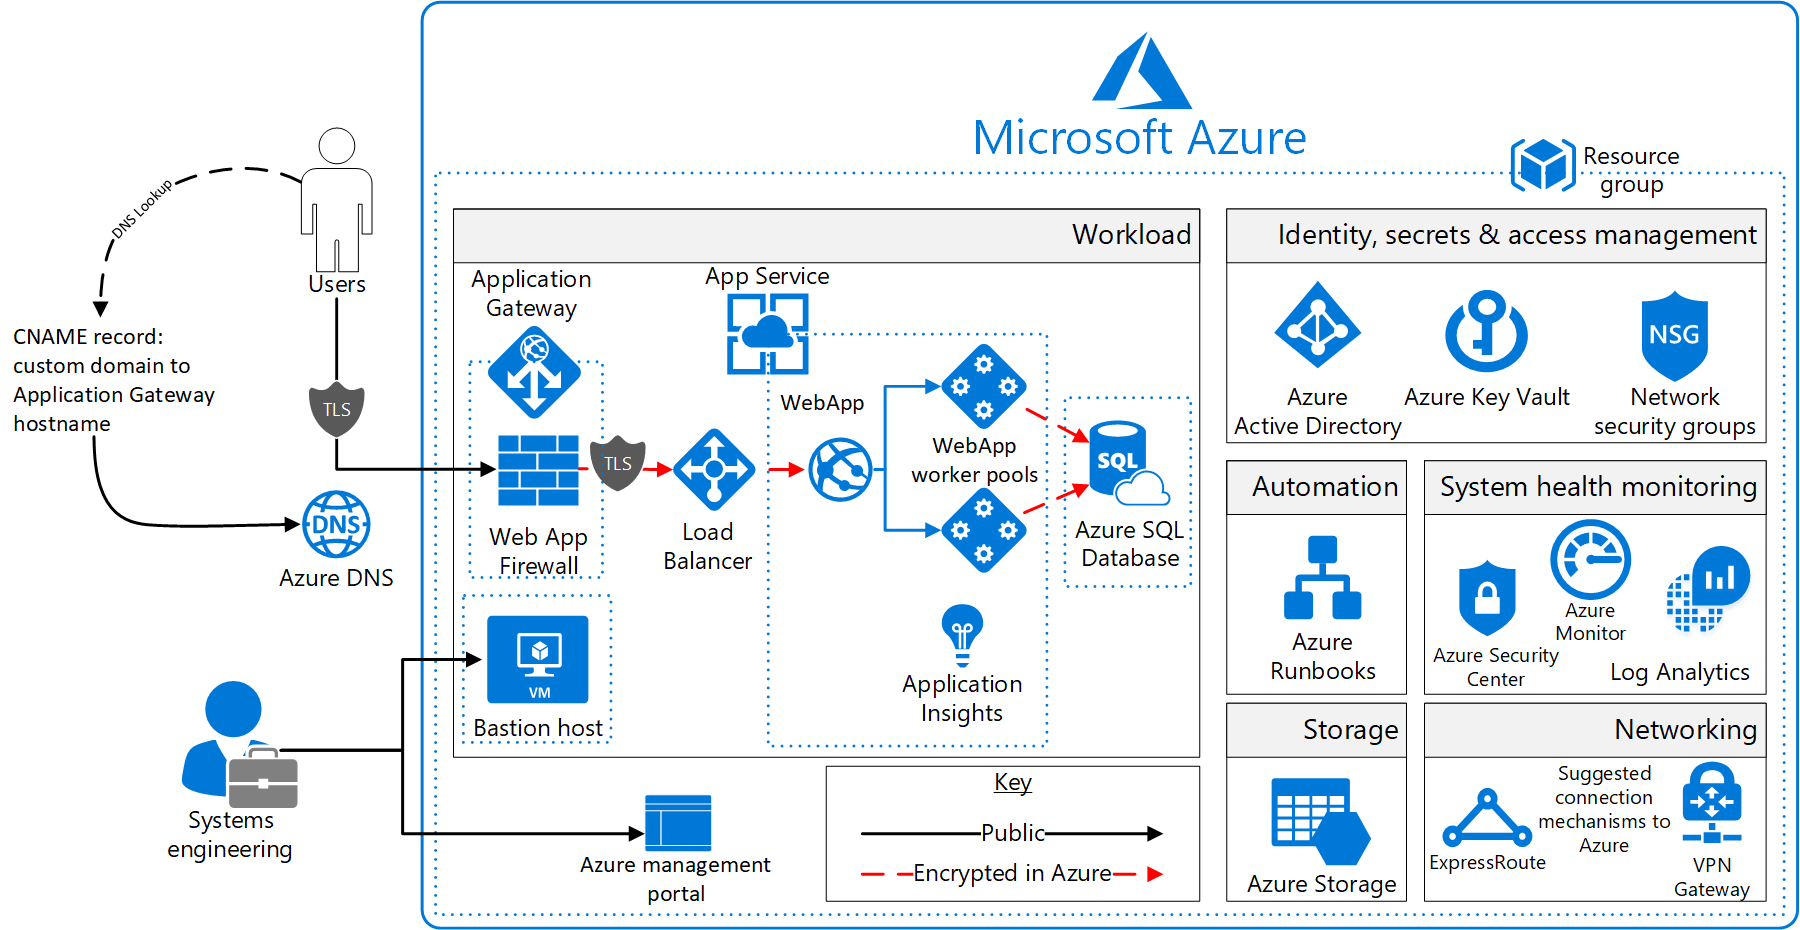 Microsoft Azure
Resource
group
DNS Lookup
Users
CNAME record:
custom domain to
Application Gateway
hostname
TLS
DNS
Azure DNS
Systems
engineering
Workload
Application
Gateway
Web App
Firewall
TLS
Load
Balancer
App Service
WebApp
WebApp
worker pools
SQL
Azure SQL
Database
Application
Insights
VM
Bastion host
Azure management
portal
Key
Public
Encrypted in Azure
Identity, secrets & access management
Azure
Active Directory
Azure Key Vault
NSG
Network
security groups
Automation
Azure
Runbooks
System health monitoring
Azure Security
Center
Azure
Monitor
Log Analytics
Storage
Azure Storage
Networking
ExpressRoute
Suggested
connection
mechanisms to
Azure
VPN
Gateway